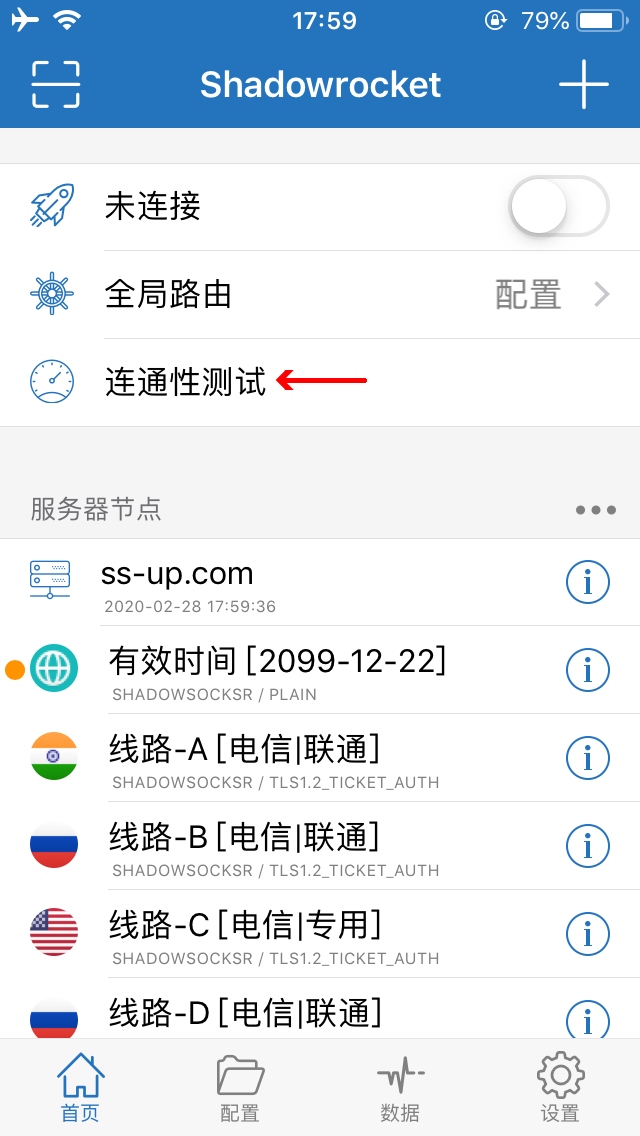 17:59
79%
Shadowrocket
未连接
全局路由
配置
连通性测试
服务器节点
ss-up.com
2020-02-28 17:59:36
有效时间[2099-12-22]
SHADOWSOCKSR / PLAIN
线路-A[电信|联通]
SHADOWSOCKSR / TLS1.2_TICKET_AUTH
线路-B[电信|联通]
SHADOWSOCKSR / TLS1.2_TICKET_AUTH
线路-C[电信|专用]
SHADOWSOCKSR / TLS1.2_TICKET_AUTH
线路-D[电信|联通]
首页
配置
数据
设置